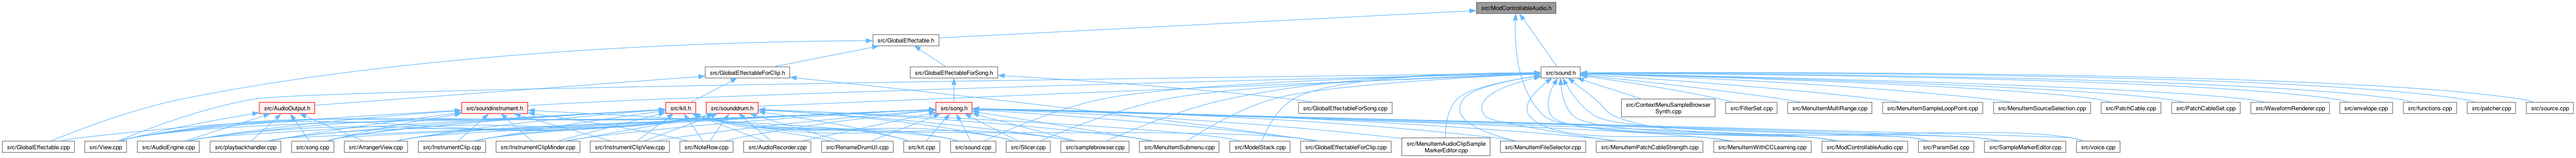 src/ModControllableAudio.h
src/GlobalEffectable.h
src/GlobalEffectableForClip.h
src/GlobalEffectableForSong.h
src/sound.h
src/AudioOutput.h
src/soundinstrument.h
src/kit.h
src/sounddrum.h
src/song.h
src/GlobalEffectableForSong.cpp
src/ContextMenuSampleBrowser
Synth.cpp
src/FilterSet.cpp
src/MenuItemMultiRange.cpp
src/MenuItemSampleLoopPoint.cpp
src/MenuItemSourceSelection.cpp
src/PatchCable.cpp
src/PatchCableSet.cpp
src/WaveformRenderer.cpp
src/envelope.cpp
src/functions.cpp
src/patcher.cpp
src/source.cpp
src/GlobalEffectable.cpp
src/View.cpp
src/AudioEngine.cpp
src/playbackhandler.cpp
src/song.cpp
src/ArrangerView.cpp
src/InstrumentClip.cpp
src/InstrumentClipMinder.cpp
src/InstrumentClipView.cpp
src/NoteRow.cpp
src/AudioRecorder.cpp
src/RenameDrumUI.cpp
src/kit.cpp
src/sound.cpp
src/Slicer.cpp
src/samplebrowser.cpp
src/MenuItemSubmenu.cpp
src/ModelStack.cpp
src/GlobalEffectableForClip.cpp
src/MenuItemAudioClipSample
MarkerEditor.cpp
src/MenuItemFileSelector.cpp
src/MenuItemPatchCableStrength.cpp
src/MenuItemWithCCLearning.cpp
src/ModControllableAudio.cpp
src/ParamSet.cpp
src/SampleMarkerEditor.cpp
src/voice.cpp